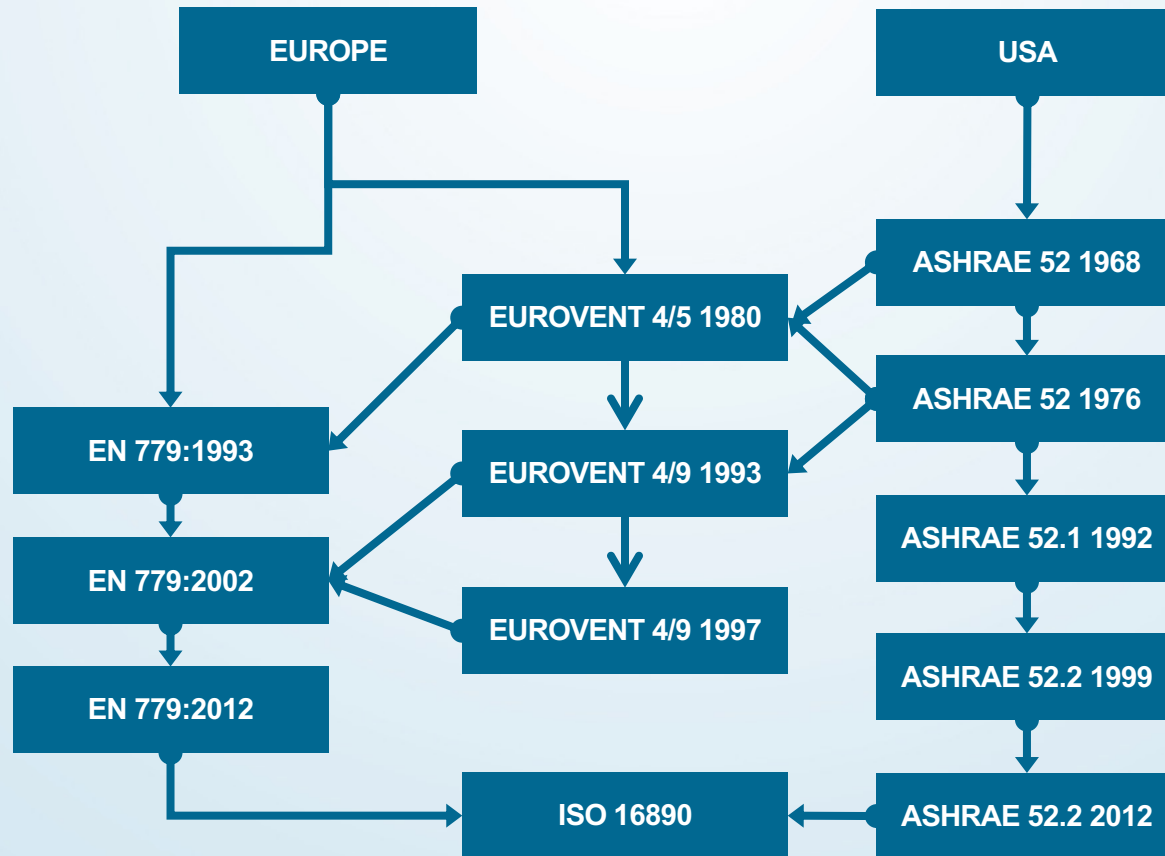 EUROPE
USA
ASHRAE 52 1968
EUROVENT 4/5 1980
ASHRAE 52 1976
EN 779:1993
EUROVENT 4/9 1993
ASHRAE 52.1 1992
EN 779:2002
EUROVENT 4/9 1997
ASHRAE 52.2 1999
EN 779:2012
ISO 16890
ASHRAE 52.2 2012